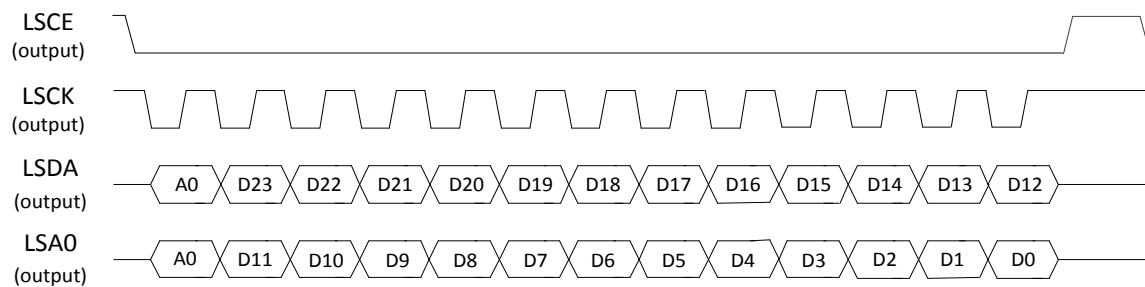 LSCE
(output)
LSCK
(output)
LSDA
(output)
A0 D23 D22 D21 D20 D19 D18 D17 D16 D15 D14 D13 D12
LSA0
(output)
A0 D11 D10 D9 D8 D7 D6 D5 D4 D3 D2 D1 D0